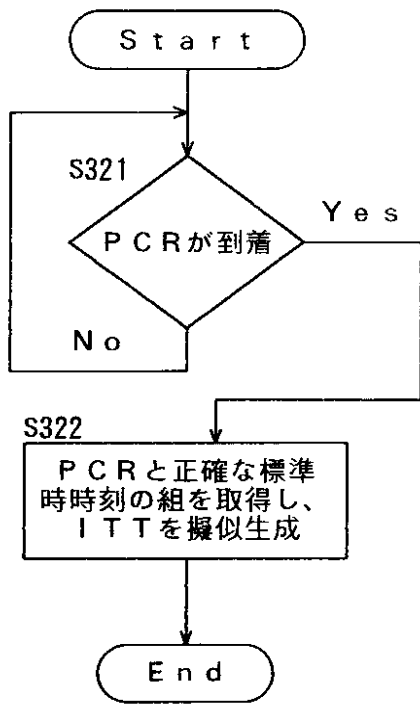 Start
S321
PCRが到着
Yes
No
S322
PCRと正確な標準
時時刻の組を取得し、
ITTを擬似生成
End